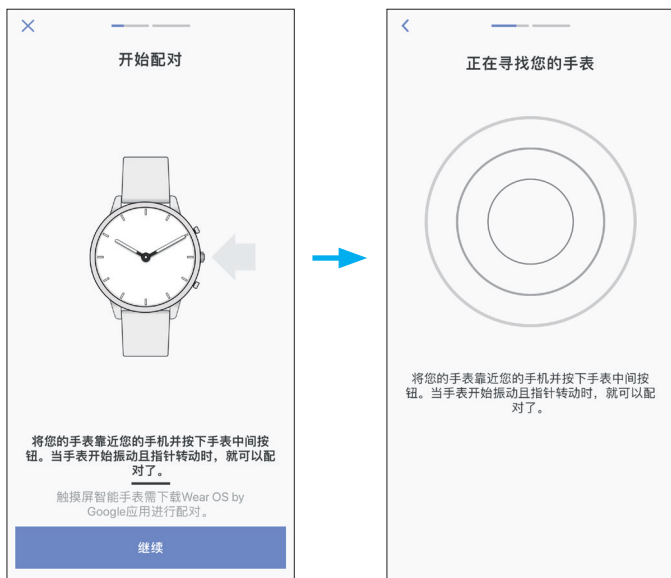 开始配对
将您的手表靠近您的手机并按下手表中间按
钮。当手表开始振动且指针转动时，就可以配
对了。
触摸屏智能手表需下载Wear OS by
Google应用进行配对。
继续
正在寻找您的手表
将您的手表靠近您的手机并按下手表中间按
钮。当手表开始振动且指针转动时，就可以配
对了。